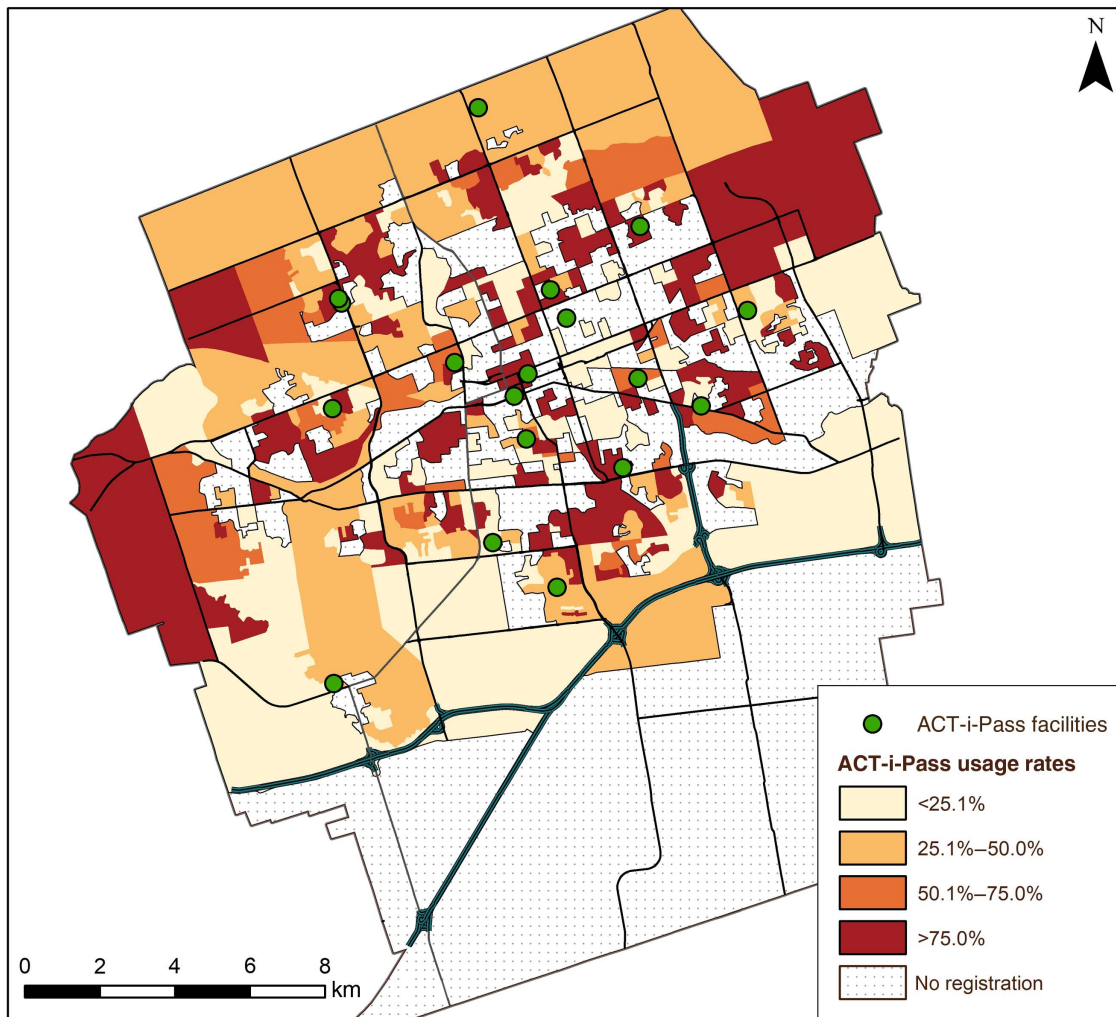 N
ACT-i-Pass facilities
ACT-i-Pass usage rates
<25.1%
25.1%–50.0%
50.1%–75.0%
>75.0%
No registration
0 2 4 6 8
km